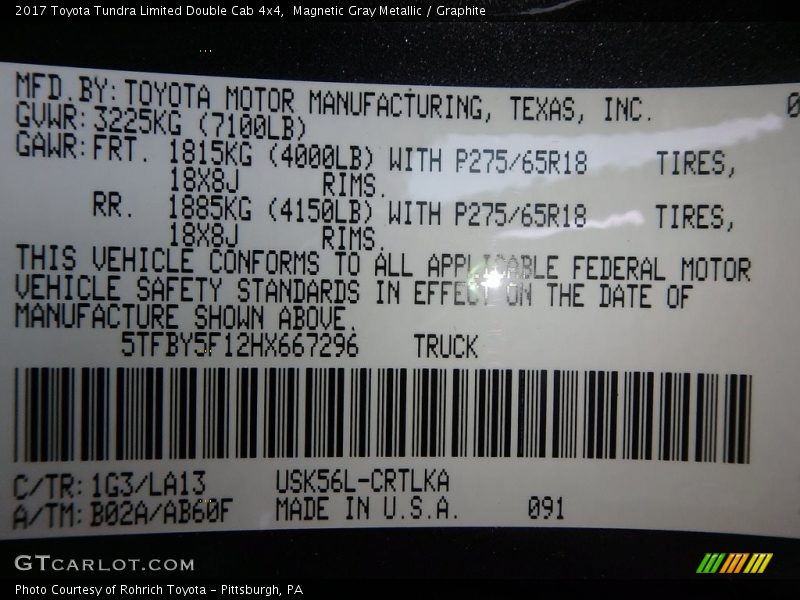 2017 Toyota Tundra Limited Double Cab 4x4,  Magnetic Gray Metallic / Graphite
MFD.BY:TOYOTA MOTOR MANUFACTURING, TEXAS, INC.
GVWR:3225KG (7100LB)
GAWR:FRT. 1815KG (4000LB) WITH P275/65R18 TIRES,
18X8J RIMS.
RR. 1885KG (4150LB) WITH P275/65R18 TIRES,
18X8J RIMS.
THIS VEHICLE CONFORMS TO ALL APPLICABLE FEDERAL MOTOR
VEHICLE SAFETY STANDARDS IN EFFECT ON THE DATE OF
MANUFACTURE SHOWN ABOVE.
5TFBY5F12HX667296 TRUCK
C/TR:1G3/LA13 USK56L-CRTLKA
A/TM:B02A/AB60F MADE IN U.S.A. 091
GTCARLOT.COM
Photo Courtesy of Rohrich Toyota - Pittsburgh, PA